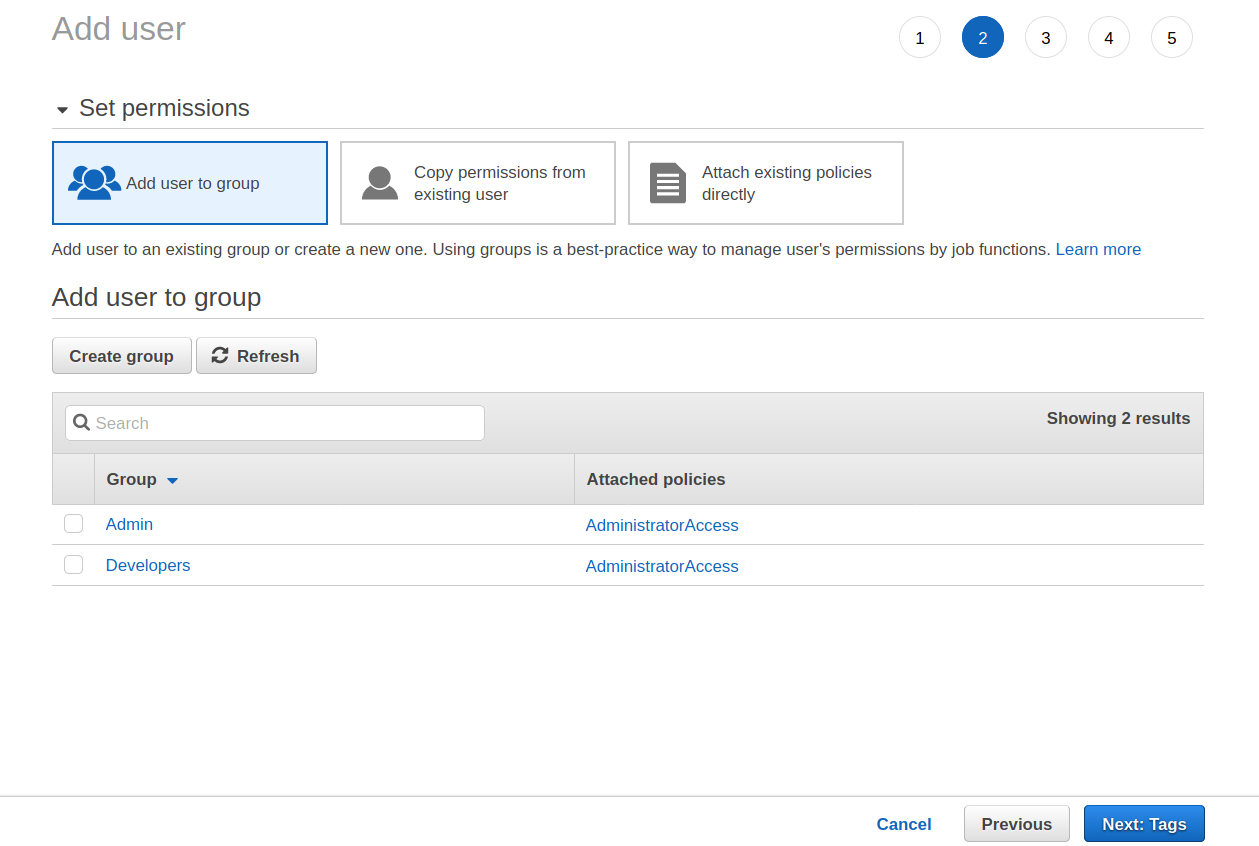 Add user
1 2 3 4 5
Set permissions
Add user to group
Copy permissions from
existing user
Attach existing policies
directly
Add user to an existing group or create a new one. Using groups is a best-practice way to manage user's permissions by job functions. Learn more
Add user to group
Create group Refresh
Search
Showing 2 results
Group Attached policies
Admin AdministratorAccess
Developers AdministratorAccess
Cancel Previous Next: Tags